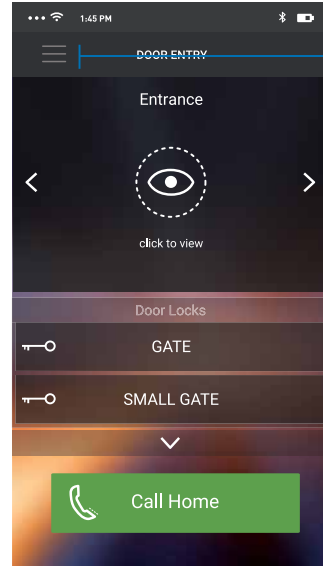 1:45 PM
DOOR ENTRY
Entrance
click to view
Door Locks
GATE
SMALL GATE
Call Home